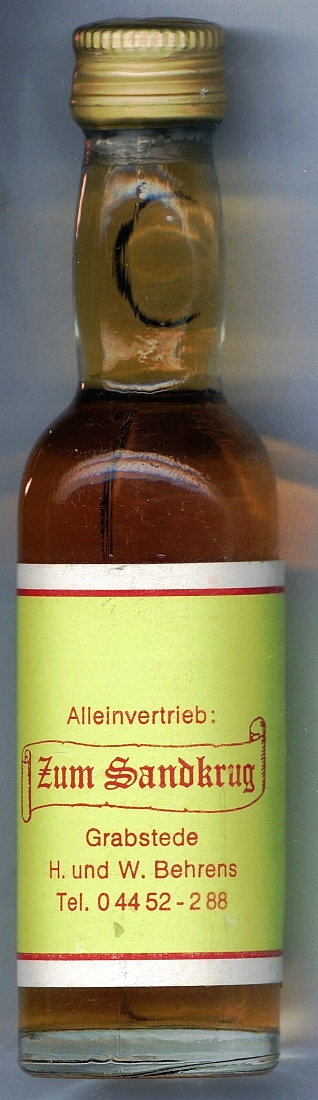 Alleinvertrieb:
Zum Sandkrug
Grabstede
H. und W. Behrens
Tel. 0 44 52 - 2 88